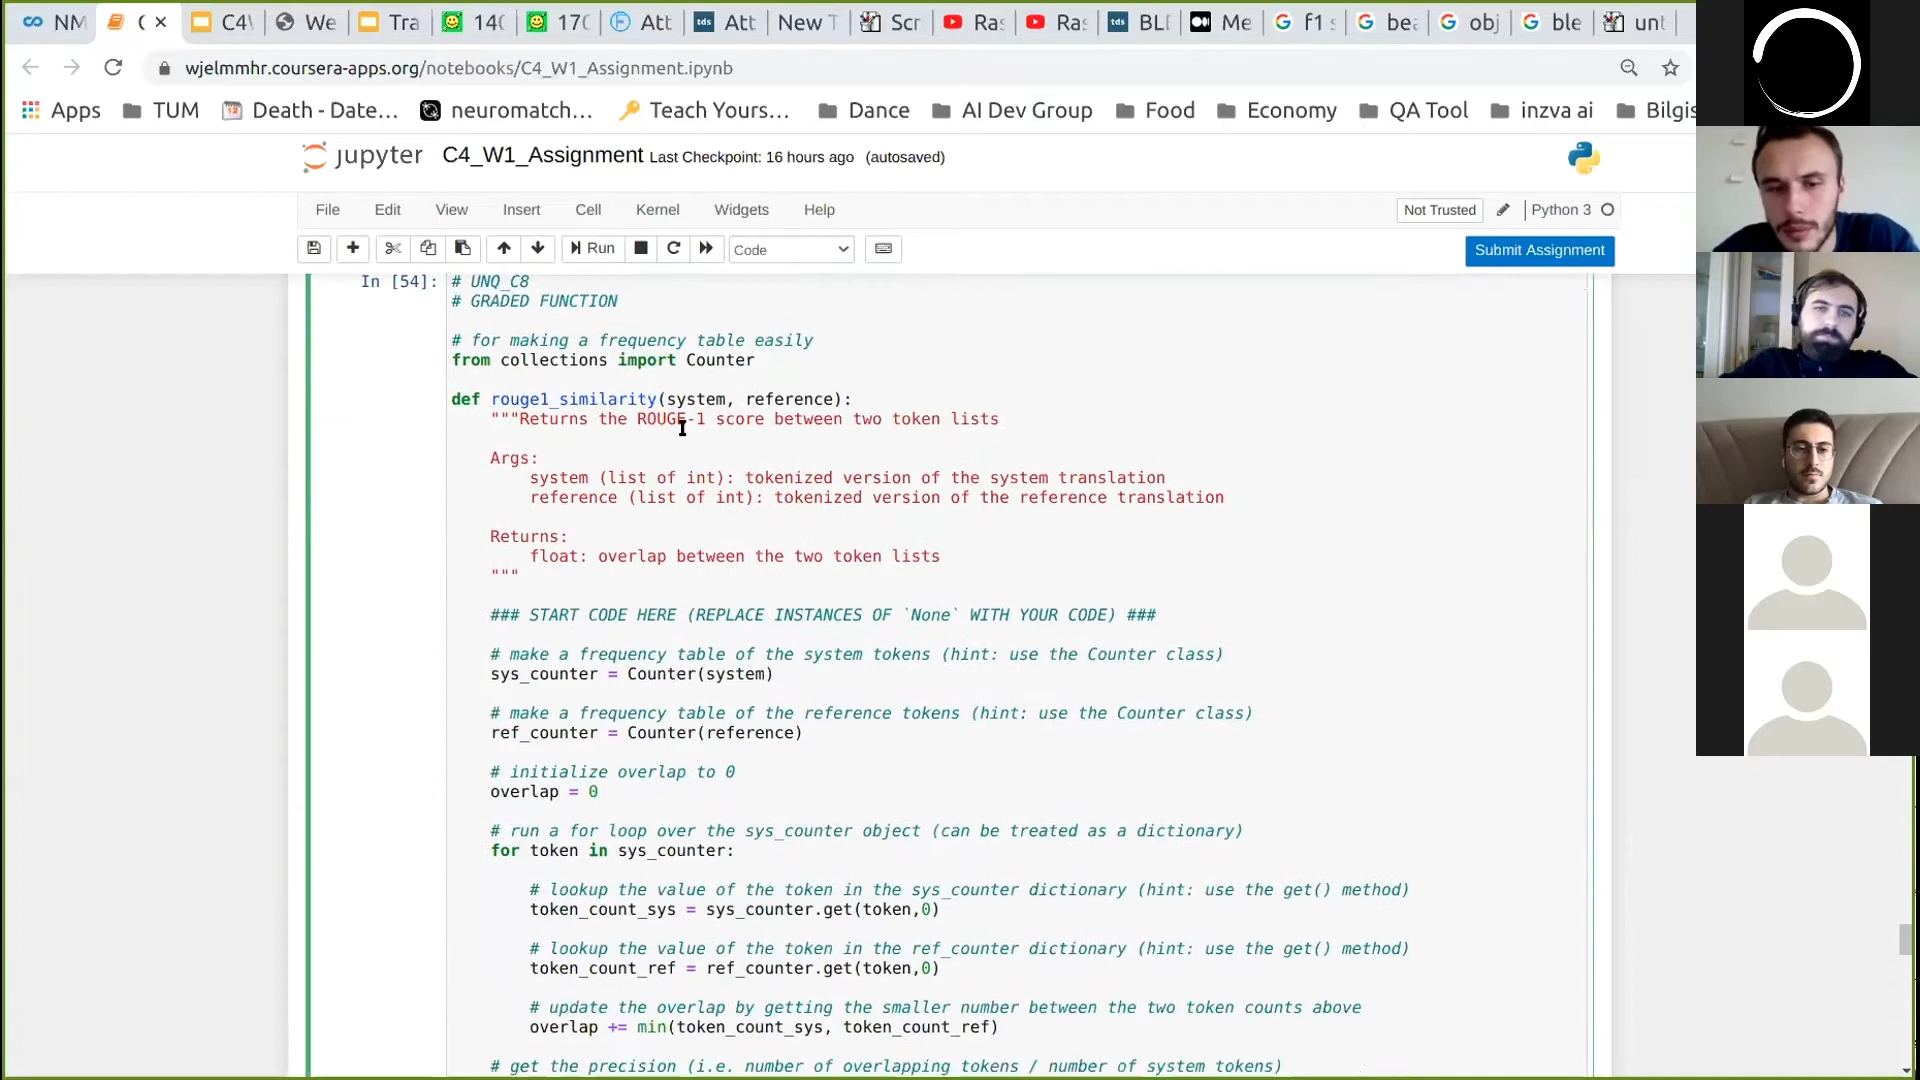 NM
(
C4\
We
Tra
140
170
Att
Att
New T
Scr
Ras
Ras
BLE
Me
f1 s
bea
obj
ble
unt
wjelmmhr.coursera-apps.org/notebooks/C4_W1_Assignment.ipynb
Apps
TUM
Death - Date...
neuromatch...
Teach Yours...
Dance
AI Dev Group
Food
Economy
QA Tool
inzva ai
Bilgis
jupyter
C4_W1_Assignment Last Checkpoint: 16 hours ago (autosaved)
File
Edit
View
Insert
Cell
Kernel
Widgets
Help
Not Trusted
Python 3
Run
Code
Submit Assignment
In [54]:
# UNQ_C8
# GRADED FUNCTION
# for making a frequency table easily
from collections import Counter
def rouge1_similarity(system, reference):
"""Returns the ROUGE-1 score between two token lists
Args:
system (list of int): tokenized version of the system translation
reference (list of int): tokenized version of the reference translation
Returns:
float: overlap between the two token lists
"""
### START CODE HERE (REPLACE INSTANCES OF `None` WITH YOUR CODE) ###
# make a frequency table of the system tokens (hint: use the Counter class)
sys_counter = Counter(system)
# make a frequency table of the reference tokens (hint: use the Counter class)
ref_counter = Counter(reference)
# initialize overlap to 0
overlap = 0
# run a for loop over the sys_counter object (can be treated as a dictionary)
for token in sys_counter:
# lookup the value of the token in the sys_counter dictionary (hint: use the get() method)
token_count_sys = sys_counter.get(token,0)
# lookup the value of the token in the ref_counter dictionary (hint: use the get() method)
token_count_ref = ref_counter.get(token,0)
# update the overlap by getting the smaller number between the two token counts above
overlap += min(token_count_sys, token_count_ref)
# get the precision (i.e. number of overlapping tokens / number of system tokens)